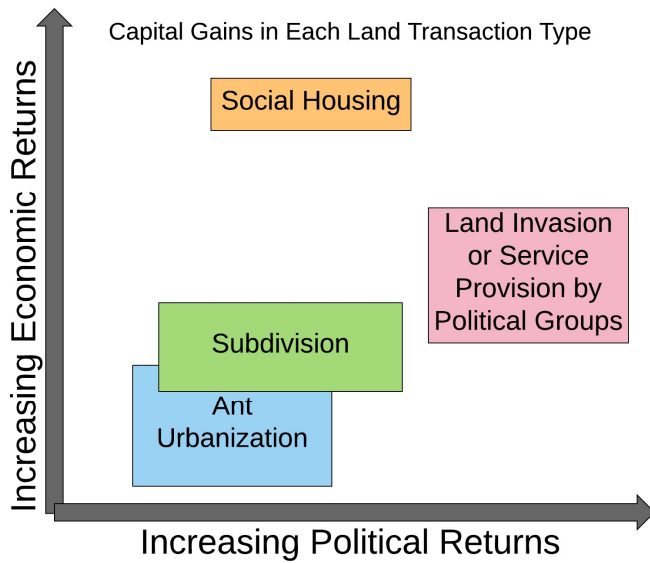 Capital Gains in Each Land Transaction Type
Increasing Economic Returns
Social Housing
Land Invasion
or Service
Provision by
Political Groups
Subdivision
Ant
Urbanization
Increasing Political Returns